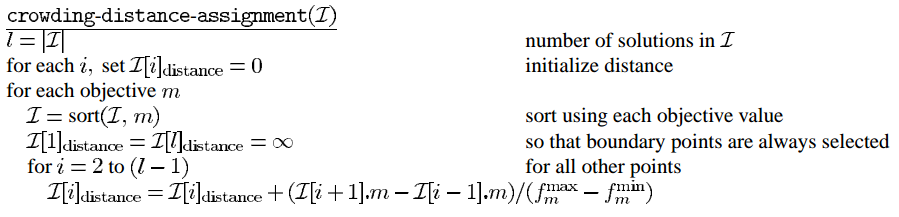 crowding-distance-assignment(ℐ)
l = |ℐ| number of solutions in ℐ
for each i, set ℐ[i]distance = 0 initialize distance
for each objective m
ℐ = sort(ℐ, m) sort using each objective value
ℐ[1]distance = ℐ[l]distance = ∞ so that boundary points are always selected
for i = 2 to (l − 1) for all other points
ℐ[i]distance = ℐ[i]distance + (ℐ[i + 1].m − ℐ[i − 1].m)/(f_m^max − f_m^min)